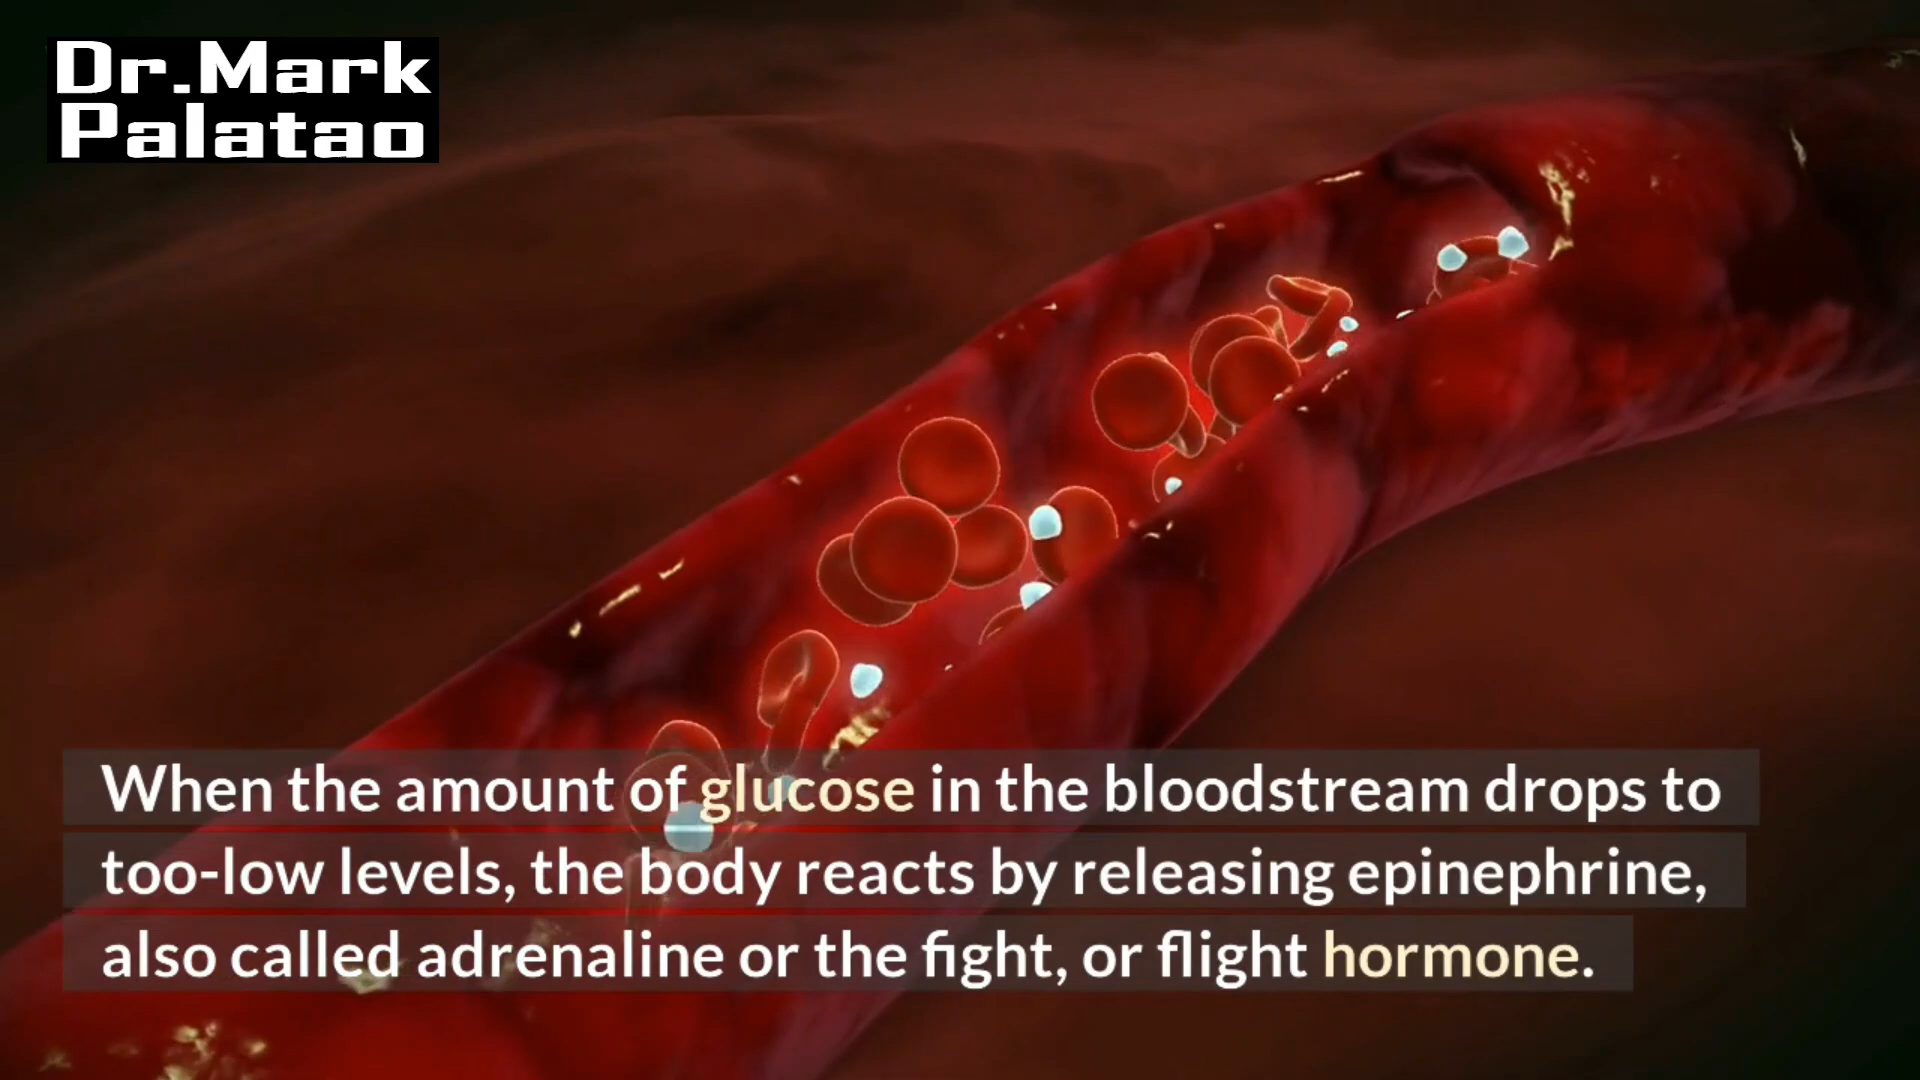 Dr.Mark
Palatao
When the amount of glucose in the bloodstream drops to
too-low levels, the body reacts by releasing epinephrine,
also called adrenaline or the fight, or flight hormone.